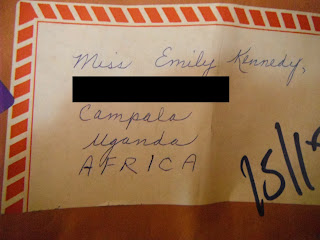 Miss Emily Kennedy,
Campala
Uganda
AFRICA